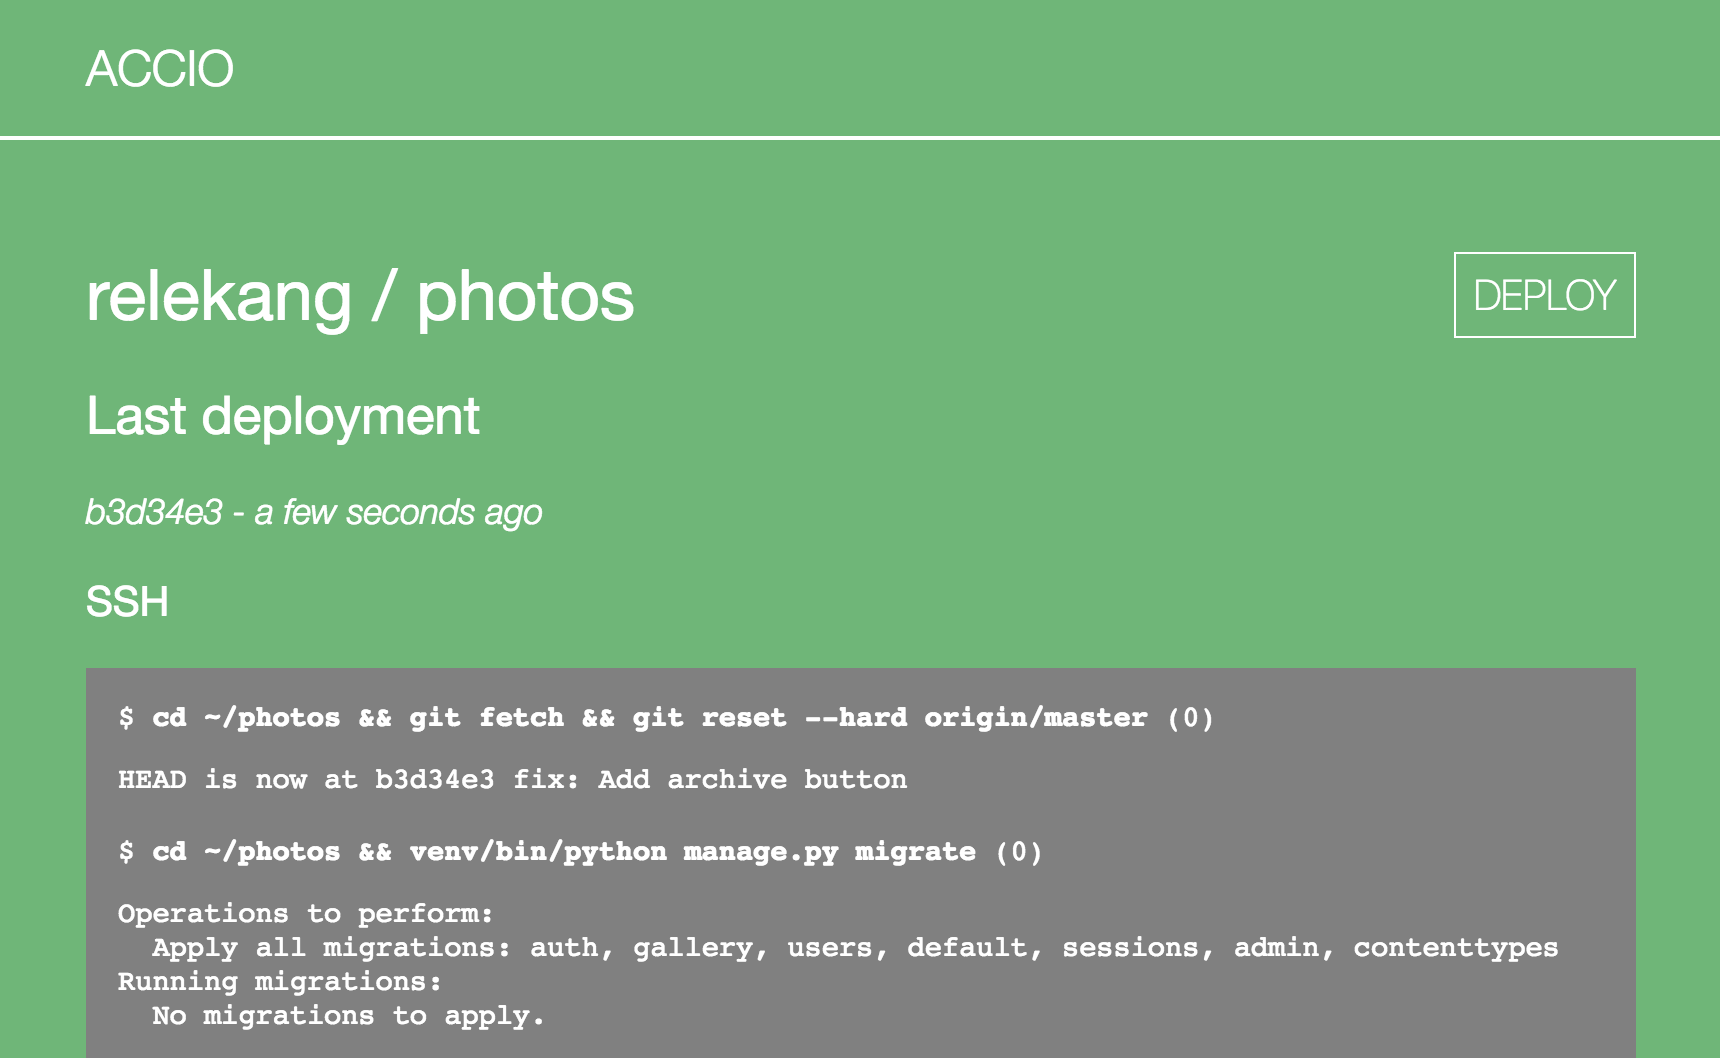 ACCIO
relekang / photos
DEPLOY
Last deployment
b3d34e3 - a few seconds ago
SSH
$ cd ~/photos && git fetch && git reset --hard origin/master (0)
HEAD is now at b3d34e3 fix: Add archive button
$ cd ~/photos && venv/bin/python manage.py migrate (0)
Operations to perform:
  Apply all migrations: auth, gallery, users, default, sessions, admin, contenttypes
Running migrations:
  No migrations to apply.